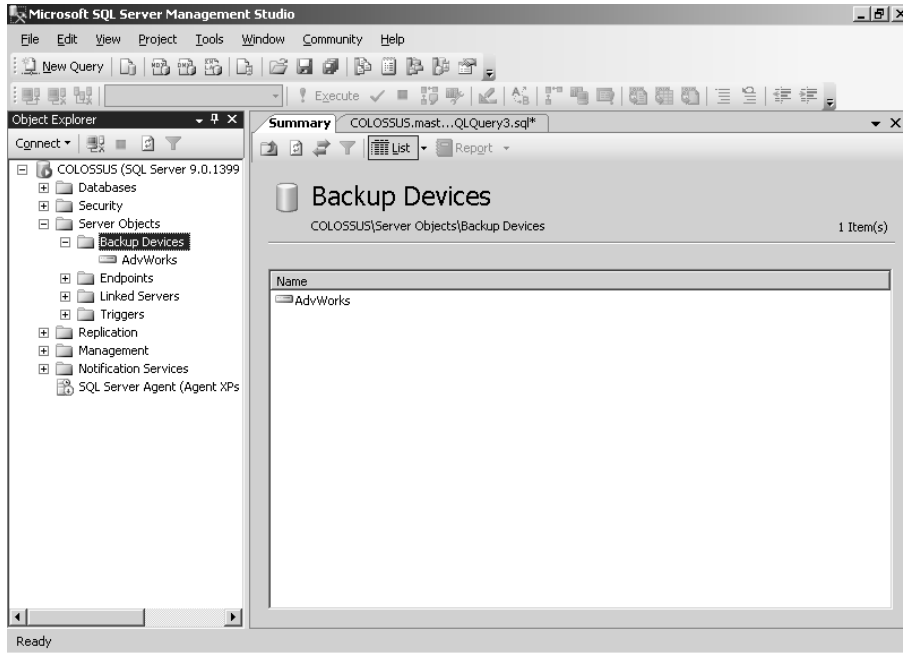 Microsoft SQL Server Management Studio
File Edit View Project Tools Window Community Help
New Query
Execute
Object Explorer
Summary COLOSSUS.mast...QLQuery3.sql*
Connect
List Report
COLOSSUS (SQL Server 9.0.1399
Databases
Security
Server Objects
Backup Devices
AdvWorks
Endpoints
Linked Servers
Triggers
Replication
Management
Notification Services
SQL Server Agent (Agent XPs
Backup Devices
COLOSSUS\Server Objects\Backup Devices 1 Item(s)
Name
AdvWorks
Ready